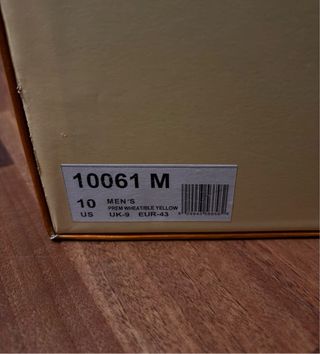 10061 M
10 MEN'S
PREM WHEAT/BLE YELLOW
US UK-9 EUR-43